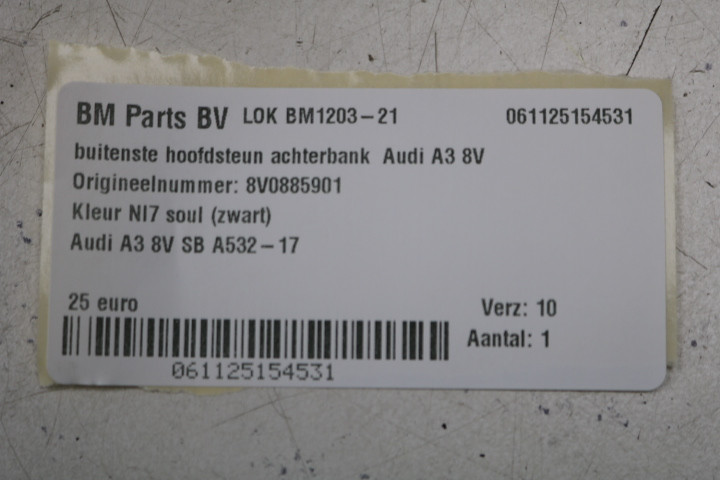 BM Parts BV LOK BM1203-21 061125154531
buitenste hoofdsteun achterbank Audi A3 8V
Origineelnummer: 8V0885901
Kleur NI7 soul (zwart)
Audi A3 8V SB A532-17
25 euro Verz: 10
Aantal: 1
061125154531